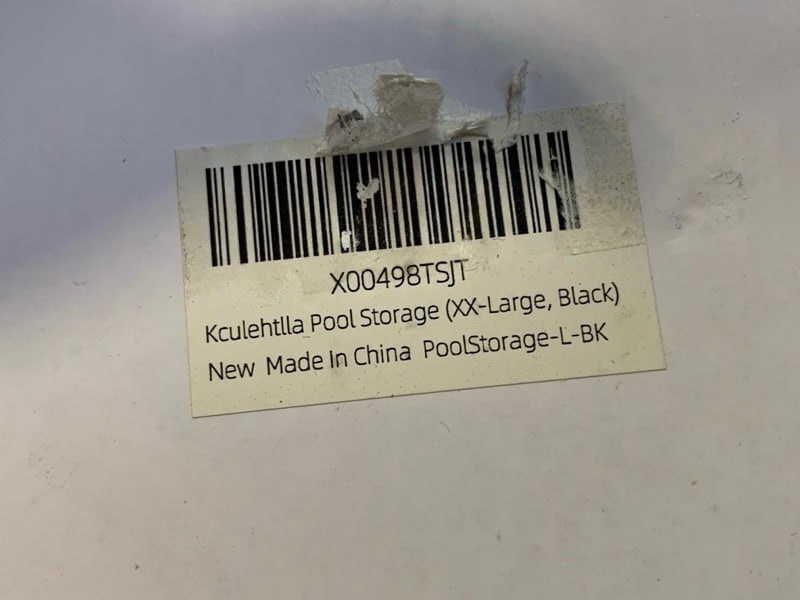 X00498TSJT
Kculehtlla Pool Storage (XX-Large, Black)
New Made In China PoolStorage-L-BK